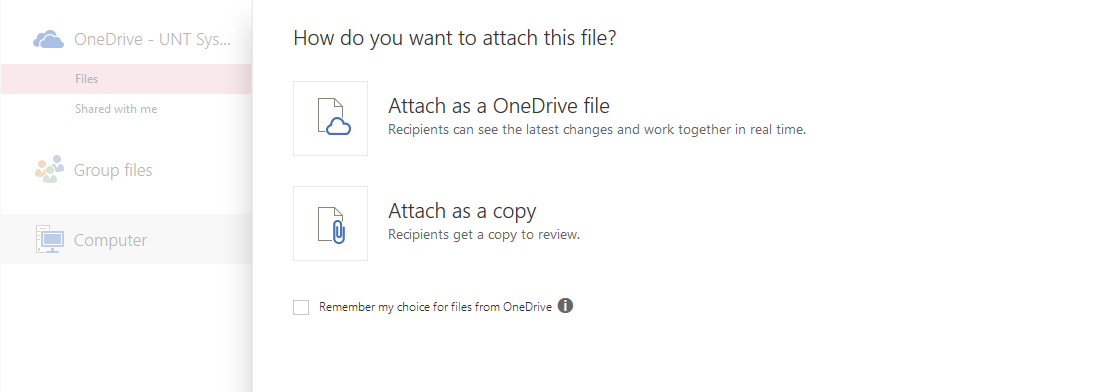 OneDrive - UNT Sys...
Files
Shared with me
Group files
Computer
How do you want to attach this file?
Attach as a OneDrive file
Recipients can see the latest changes and work together in real time.
Attach as a copy
Recipients get a copy to review.
Remember my choice for files from OneDrive